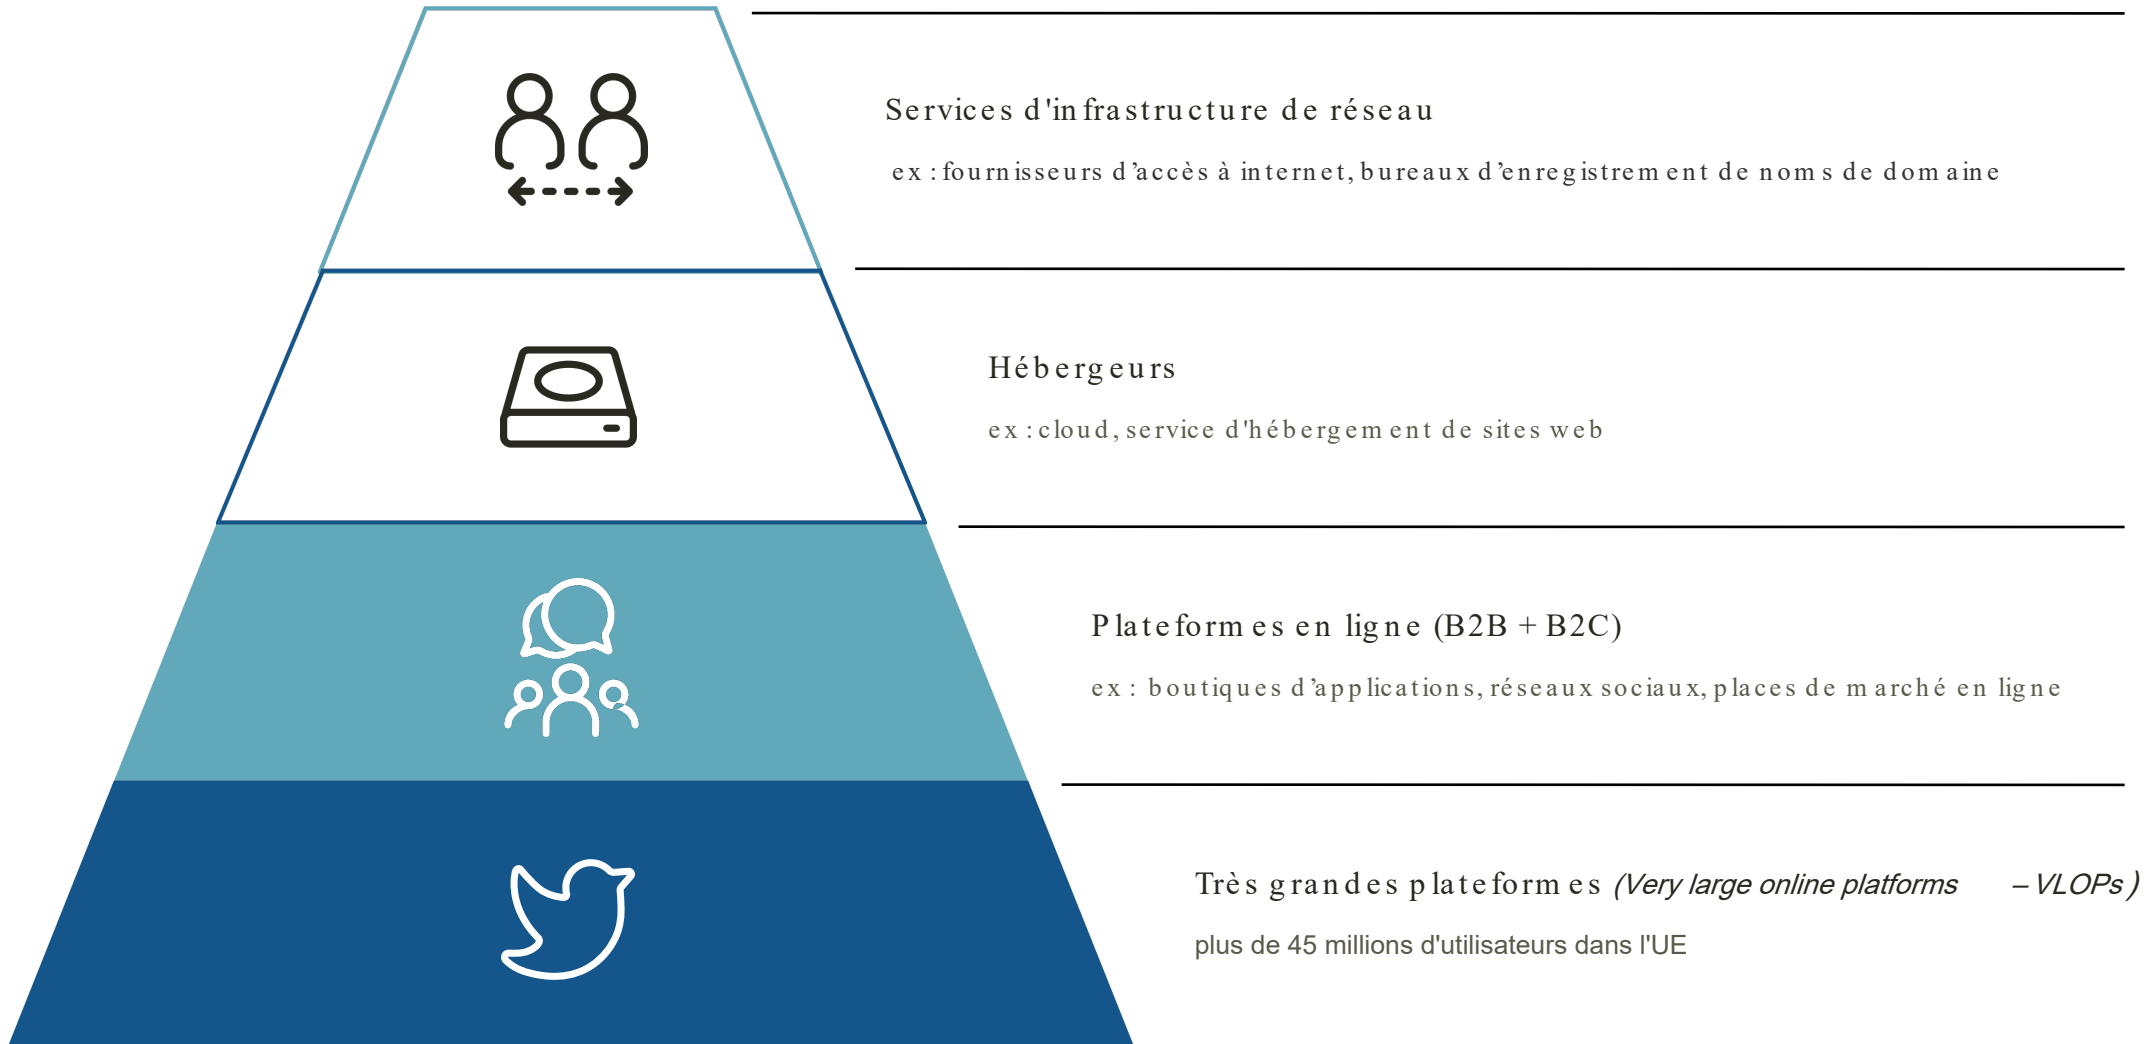 Services d'infrastructure de réseau
ex : fournisseurs d’accès à internet, bureaux d’enregistrement de noms de domaine
Hébergeurs
ex : cloud, service d'hébergement de sites web
Plateformes en ligne (B2B + B2C)
ex : boutiques d’applications, réseaux sociaux, places de marché en ligne
Très grandes plateformes (Very large online platforms – VLOPs)
plus de 45 millions d'utilisateurs dans l'UE